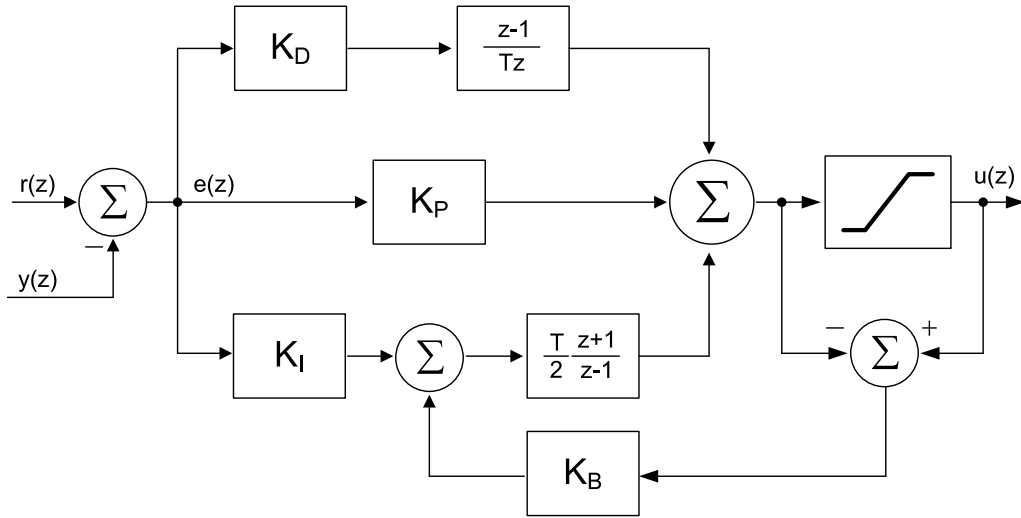 K_D
z-1
Tz
r(z)
Σ
e(z)
K_P
Σ
u(z)
−
y(z)
K_I
Σ
T
2
z+1
z-1
−
+
Σ
K_B